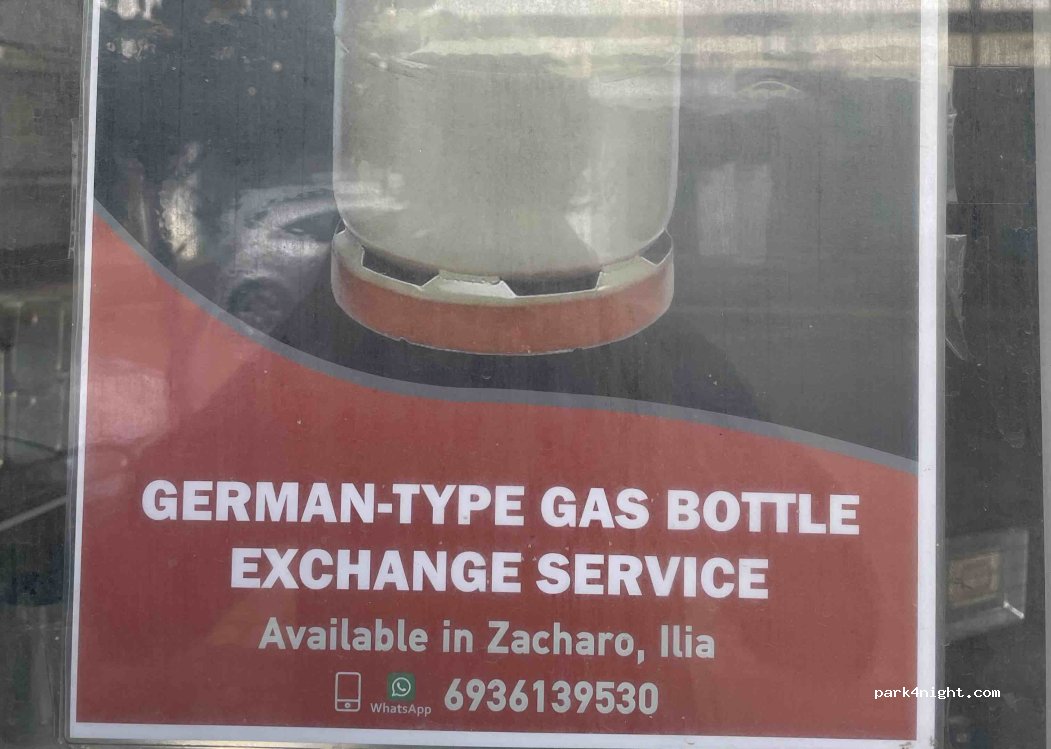 GERMAN-TYPE GAS BOTTLE
EXCHANGE SERVICE
Available in Zacharo, Ilia
WhatsApp 6936139530
park4night.com